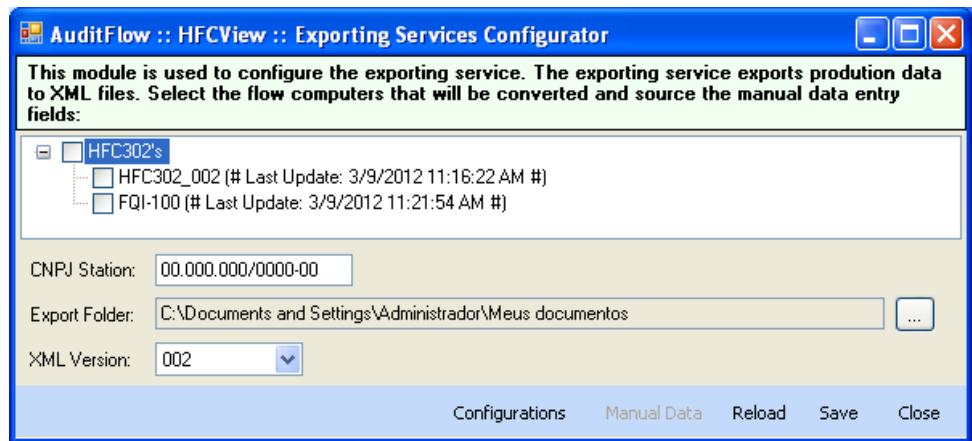 AuditFlow :: HFCView :: Exporting Services Configurator
This module is used to configure the exporting service. The exporting service exports prodution data
to XML files. Select the flow computers that will be converted and source the manual data entry
fields:
HFC302's
HFC302_002 (# Last Update: 3/9/2012 11:16:22 AM #)
FQI-100 (# Last Update: 3/9/2012 11:21:54 AM #)
CNPJ Station: 00.000.000/0000-00
Export Folder: C:\Documents and Settings\Administrador\Meus documentos ...
XML Version: 002
Configurations Manual Data Reload Save Close